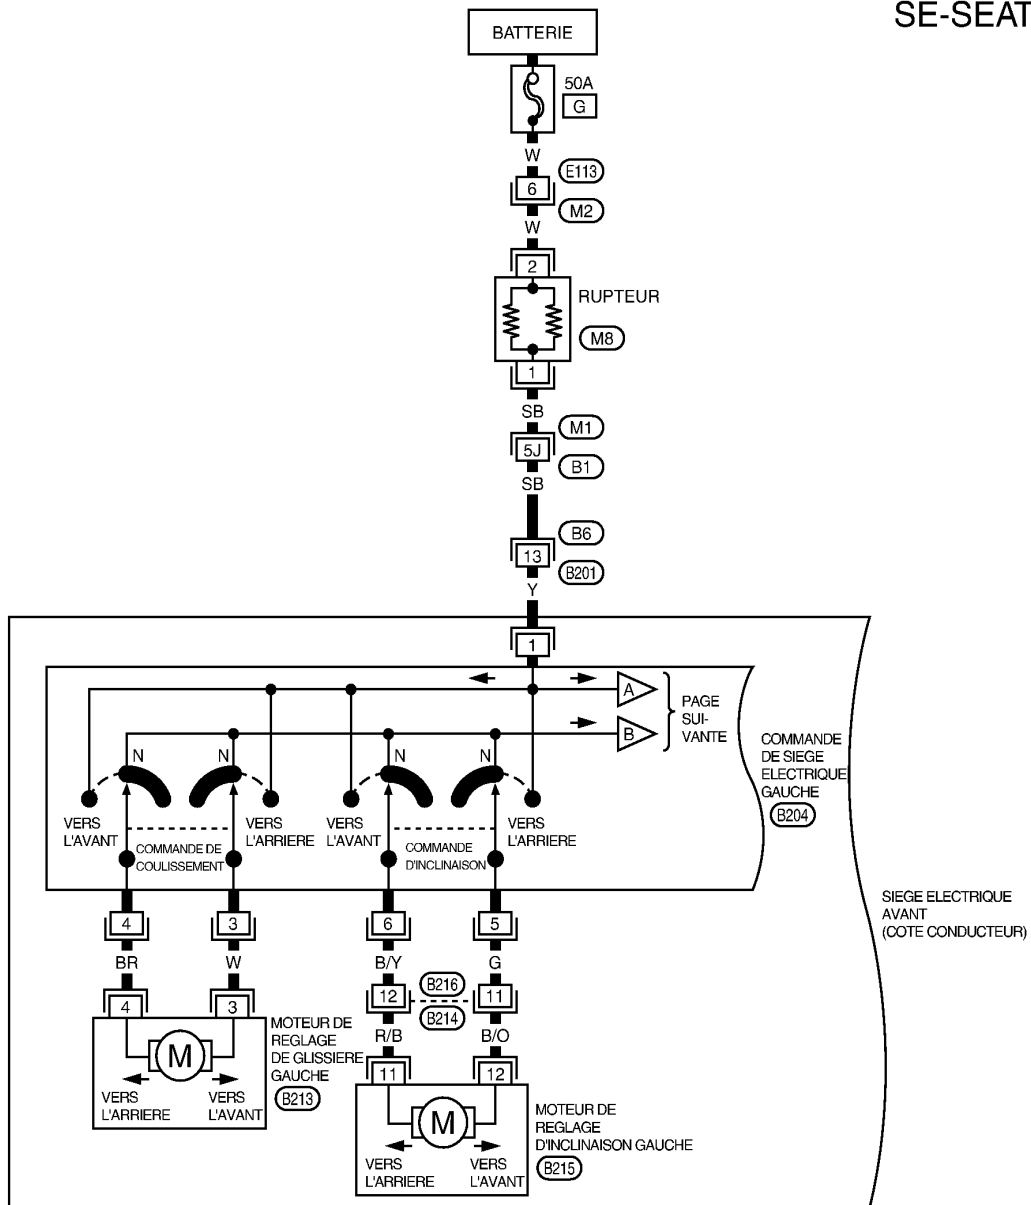 SE-SEAT
BATTERIE
50A
G
W
E113
6
M2
W
2
RUPTEUR
M8
1
SB
M1
5J
B1
SB
B6
13
B201
Y
1
A
B
PAGE
SUI-
VANTE
N
N
N
N
VERS
L'AVANT
COMMANDE DE
COULISSEMENT
VERS
L'ARRIERE
VERS
L'AVANT
COMMANDE
D'INCLINAISON
VERS
L'ARRIERE
COMMANDE
DE SIEGE
ELECTRIQUE
GAUCHE
B204
SIEGE ELECTRIQUE
AVANT
(COTE CONDUCTEUR)
4
3
6
5
BR
W
B/Y
G
12
B216
11
B214
R/B
B/O
4
3
11
12
M
VERS
L'ARRIERE
VERS
L'AVANT
MOTEUR DE
REGLAGE
DE GLISSIERE
GAUCHE
B213
M
VERS
L'ARRIERE
VERS
L'AVANT
MOTEUR DE
REGLAGE
D'INCLINAISON GAUCHE
B215